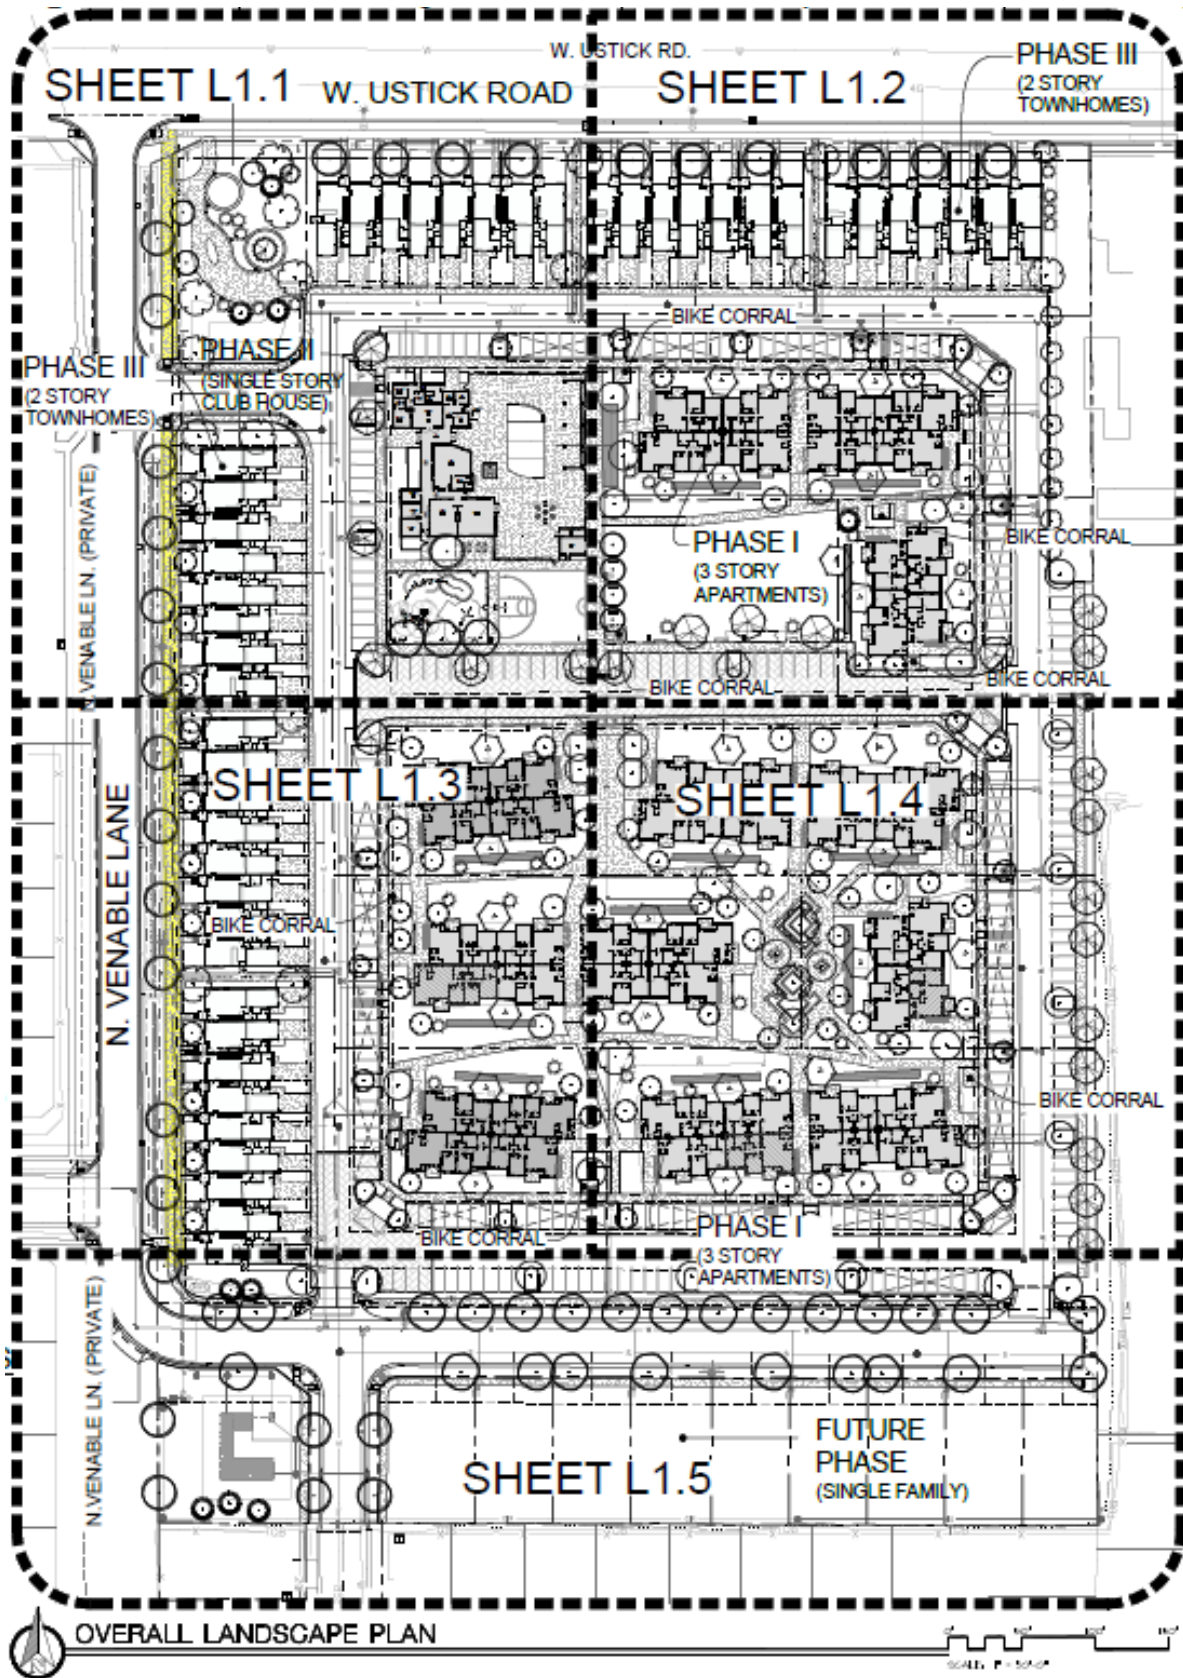 W. USTICK RD.
SHEET L1.1
W. USTICK ROAD
SHEET L1.2
PHASE III
(2 STORY
TOWNHOMES)
BIKE CORRAL
PHASE III
(2 STORY
TOWNHOMES)
PHASE II
(SINGLE STORY
CLUB HOUSE)
N. VENABLE LN. (PRIVATE)
PHASE I
(3 STORY
APARTMENTS)
BIKE CORRAL
BIKE CORRAL
BIKE CORRAL
SHEET L1.3
SHEET L1.4
N. VENABLE LANE
BIKE CORRAL
BIKE CORRAL
BIKE CORRAL
PHASE I
(3 STORY
APARTMENTS)
N.VENABLE LN. (PRIVATE)
SHEET L1.5
FUTURE
PHASE
(SINGLE FAMILY)
OVERALL LANDSCAPE PLAN